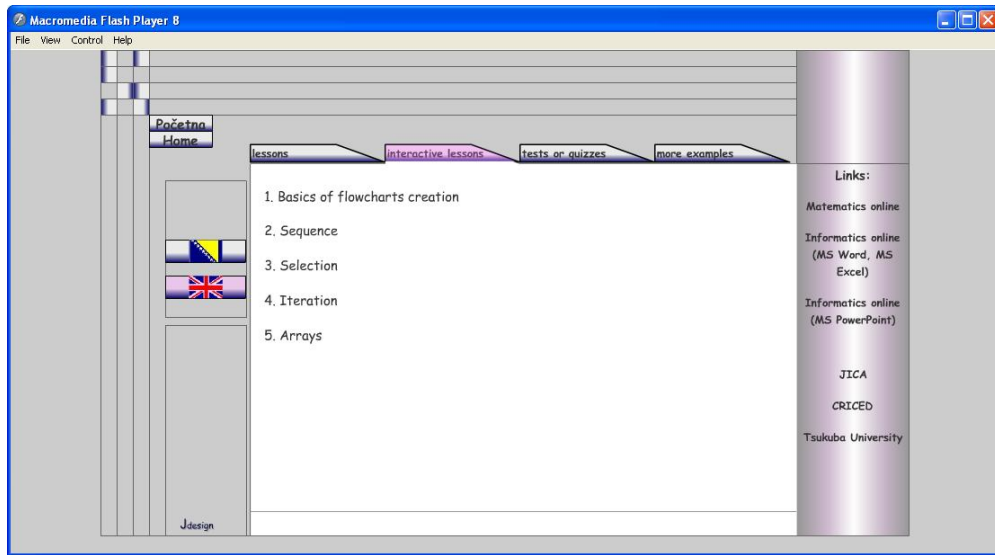 Macromedia Flash Player 8
File View Control Help
Početna
Home
lessons
interactive lessons
tests or quizzes
more examples
1. Basics of flowcharts creation
2. Sequence
3. Selection
4. Iteration
5. Arrays
Links:
Matematics online
Informatics online
(MS Word, MS
Excel)
Informatics online
(MS PowerPoint)
JICA
CRICED
Tsukuba University
Jdesign